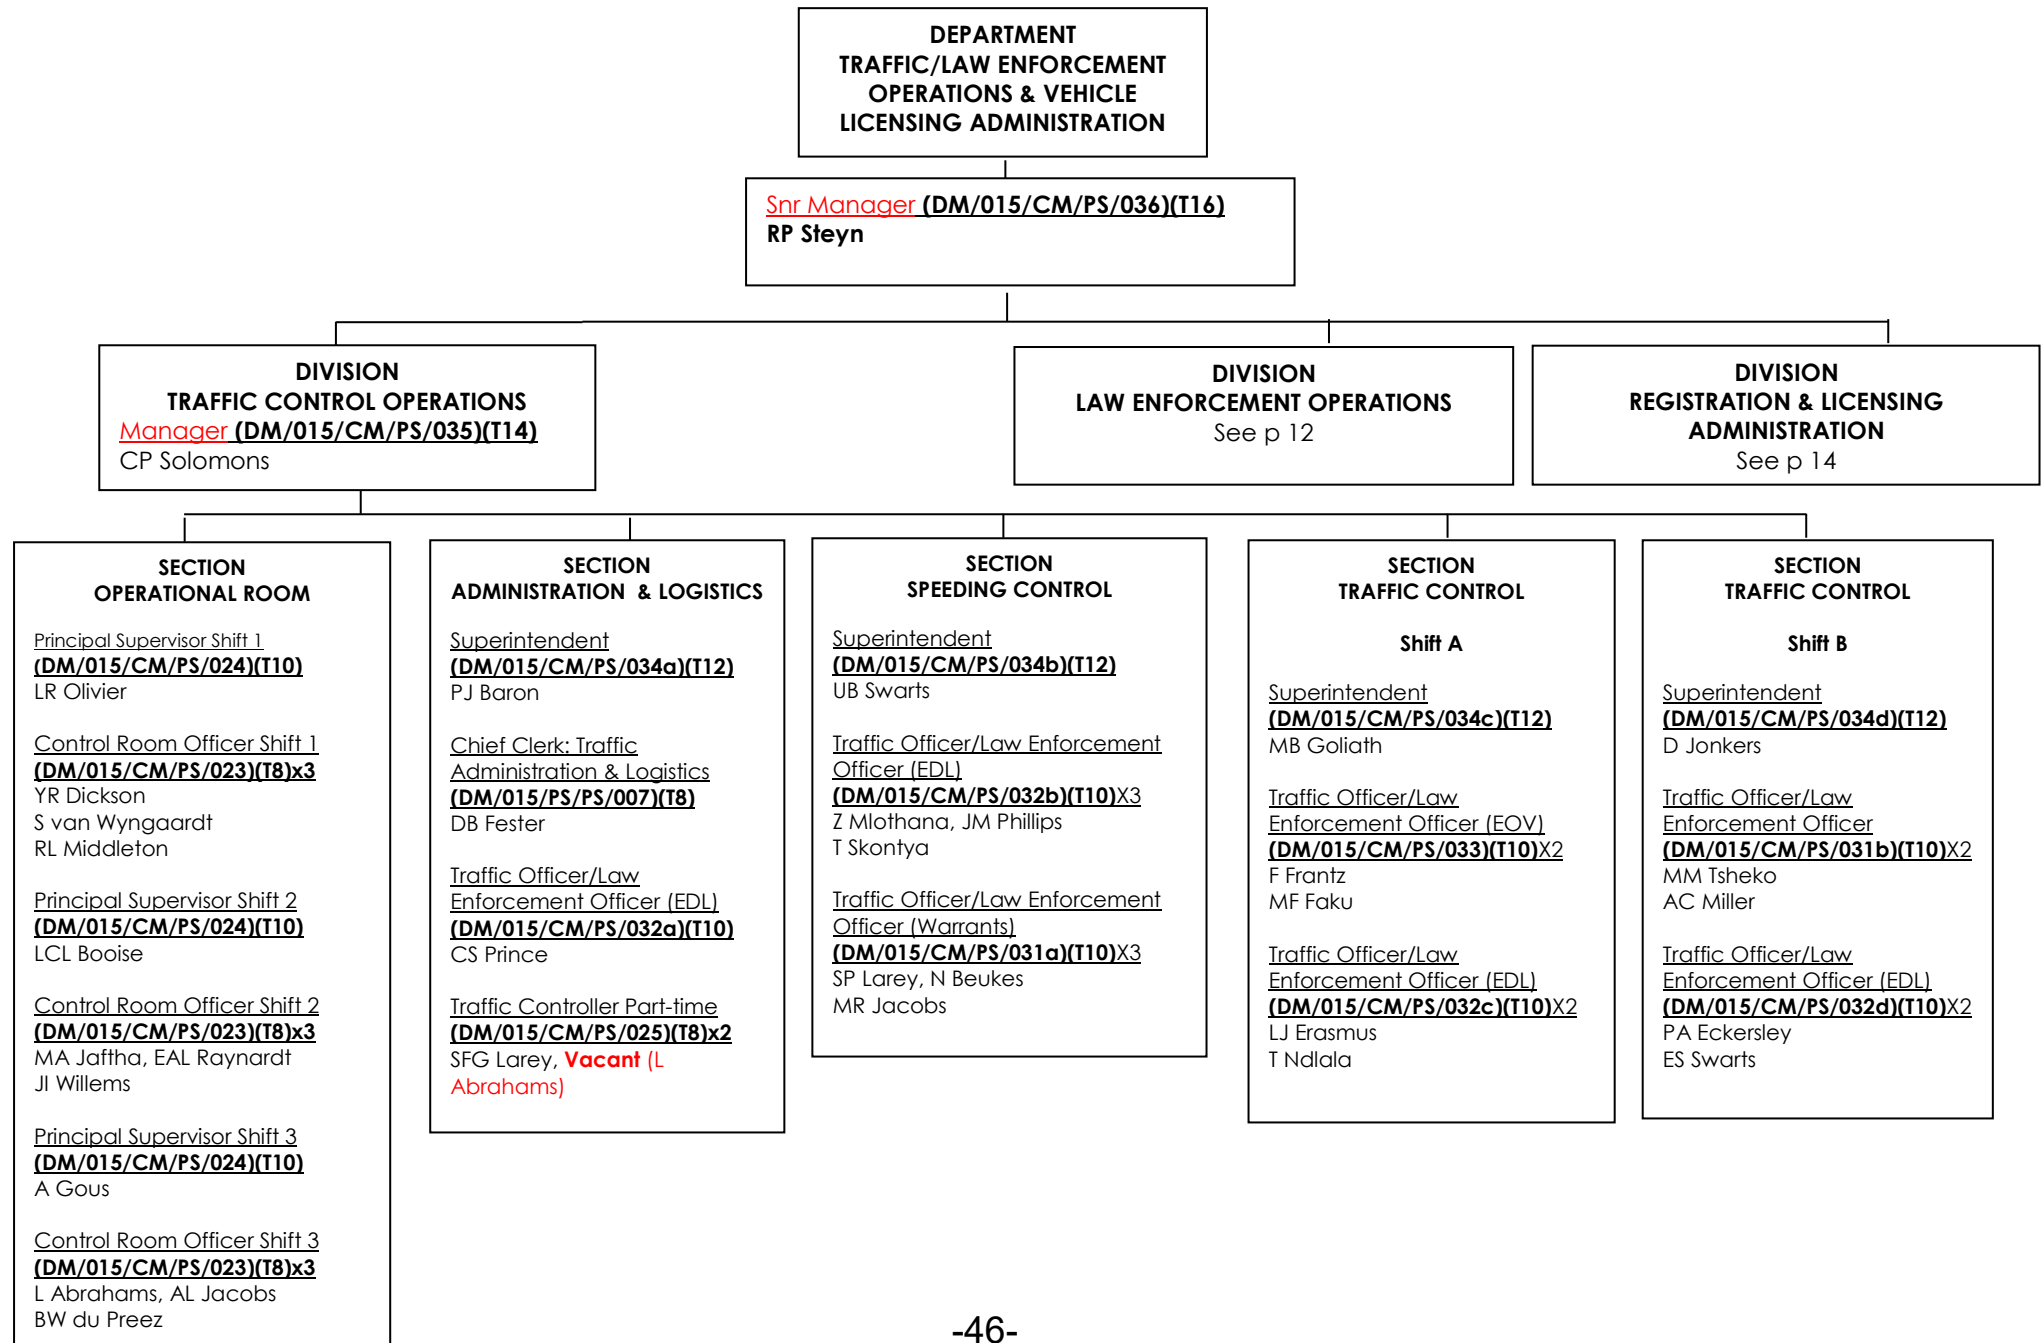 DEPARTMENT
TRAFFIC/LAW ENFORCEMENT
OPERATIONS & VEHICLE
LICENSING ADMINISTRATION
Snr Manager (DM/015/CM/PS/036)(T16)
RP Steyn
DIVISION
TRAFFIC CONTROL OPERATIONS
Manager (DM/015/CM/PS/035)(T14)
CP Solomons
DIVISION
LAW ENFORCEMENT OPERATIONS
See p 12
DIVISION
REGISTRATION & LICENSING
ADMINISTRATION
See p 14
SECTION
OPERATIONAL ROOM
Principal Supervisor Shift 1
(DM/015/CM/PS/024)(T10)
LR Olivier
Control Room Officer Shift 1
(DM/015/CM/PS/023)(T8)x3
YR Dickson
S van Wyngaardt
RL Middleton
Principal Supervisor Shift 2
(DM/015/CM/PS/024)(T10)
LCL Booise
Control Room Officer Shift 2
(DM/015/CM/PS/023)(T8)x3
MA Jaftha, EAL Raynardt
JI Willems
Principal Supervisor Shift 3
(DM/015/CM/PS/024)(T10)
A Gous
Control Room Officer Shift 3
(DM/015/CM/PS/023)(T8)x3
L Abrahams, AL Jacobs
BW du Preez
SECTION
ADMINISTRATION & LOGISTICS
Superintendent
(DM/015/CM/PS/034a)(T12)
PJ Baron
Chief Clerk: Traffic
Administration & Logistics
(DM/015/PS/PS/007)(T8)
DB Fester
Traffic Officer/Law
Enforcement Officer (EDL)
(DM/015/CM/PS/032a)(T10)
CS Prince
Traffic Controller Part-time
(DM/015/CM/PS/025)(T8)x2
SFG Larey, Vacant (L
Abrahams)
SECTION
SPEEDING CONTROL
Superintendent
(DM/015/CM/PS/034b)(T12)
UB Swarts
Traffic Officer/Law Enforcement
Officer (EDL)
(DM/015/CM/PS/032b)(T10)X3
Z Mlothana, JM Phillips
T Skontya
Traffic Officer/Law Enforcement
Officer (Warrants)
(DM/015/CM/PS/031a)(T10)X3
SP Larey, N Beukes
MR Jacobs
SECTION
TRAFFIC CONTROL
Shift A
Superintendent
(DM/015/CM/PS/034c)(T12)
MB Goliath
Traffic Officer/Law
Enforcement Officer (EOV)
(DM/015/CM/PS/033)(T10)X2
F Frantz
MF Faku
Traffic Officer/Law
Enforcement Officer (EDL)
(DM/015/CM/PS/032c)(T10)X2
LJ Erasmus
T Ndlala
SECTION
TRAFFIC CONTROL
Shift B
Superintendent
(DM/015/CM/PS/034d)(T12)
D Jonkers
Traffic Officer/Law
Enforcement Officer
(DM/015/CM/PS/031b)(T10)X2
MM Tsheko
AC Miller
Traffic Officer/Law
Enforcement Officer (EDL)
(DM/015/CM/PS/032d)(T10)X2
PA Eckersley
ES Swarts
-46-